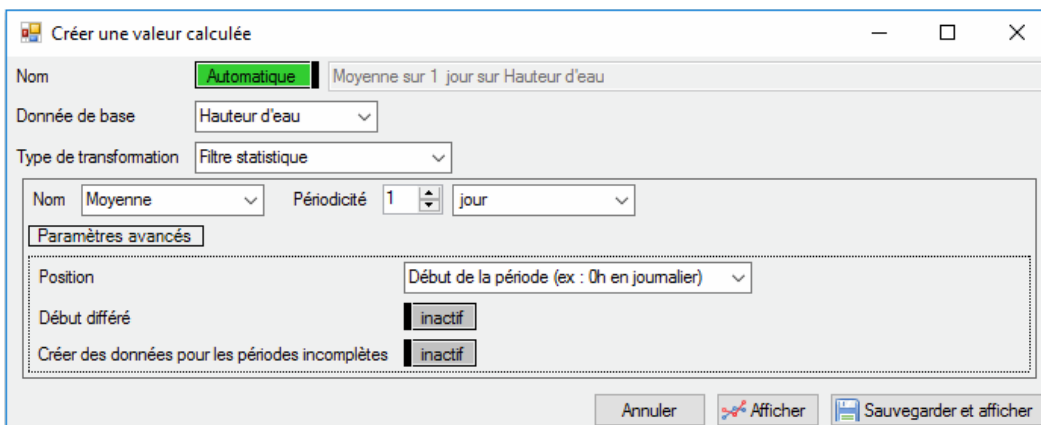 Créer une valeur calculée
Nom Automatique Moyenne sur 1 jour sur Hauteur d'eau
Donnée de base Hauteur d'eau
Type de transformation Filtre statistique
Nom Moyenne Périodicité 1 jour
Paramètres avancés
Position Début de la période (ex : 0h en journalier)
Début différé inactif
Créer des données pour les périodes incomplètes inactif
Annuler Afficher Sauvegarder et afficher